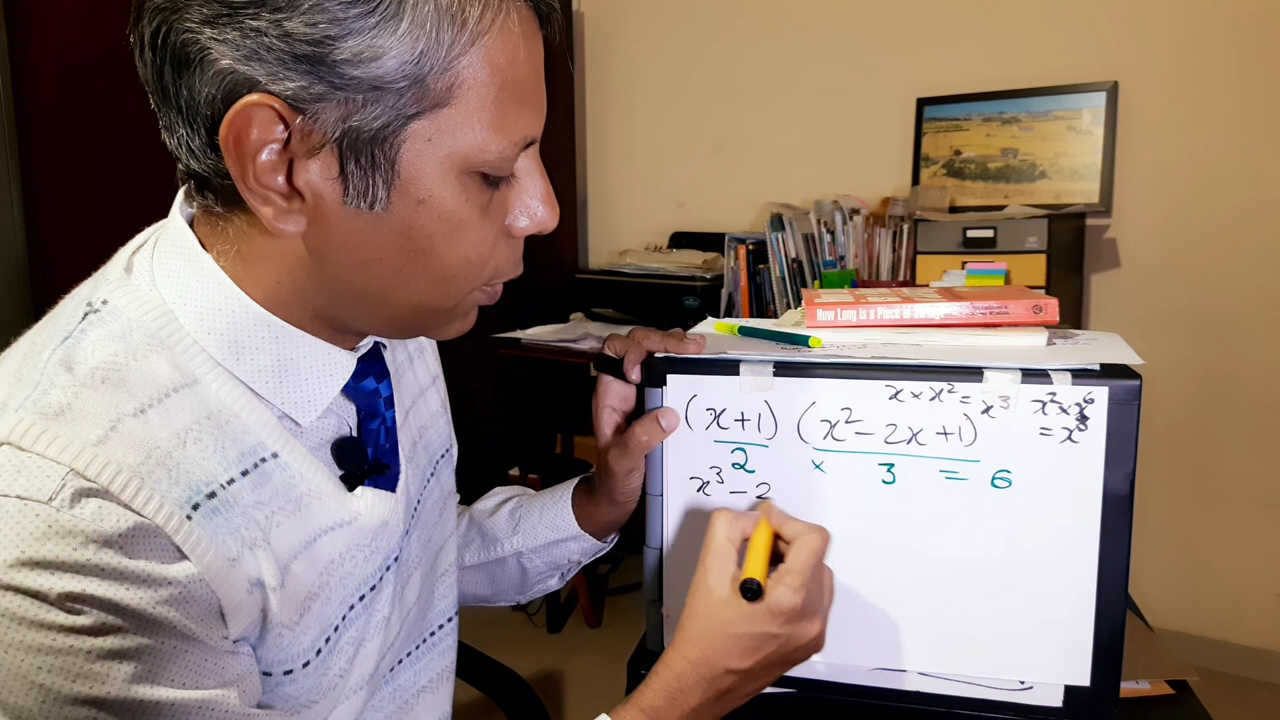 How Long is a Piece of String?
x × x² = x³
x² × x⁶
= x⁸
(x+1) (x² − 2x + 1)
2 × 3 = 6
x³ − 2